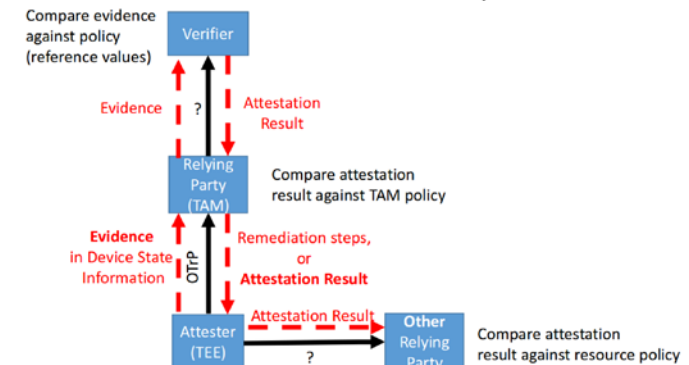 Compare evidence
against policy
(reference values)
Verifier
Evidence
?
Attestation
Result
Relying
Party
(TAM)
Compare attestation
result against TAM policy
Evidence
in Device State
Information
OTrP
Remediation steps,
or
Attestation Result
Attestation Result
Attester
(TEE)
?
Other
Relying
Party
Compare attestation
result against resource policy